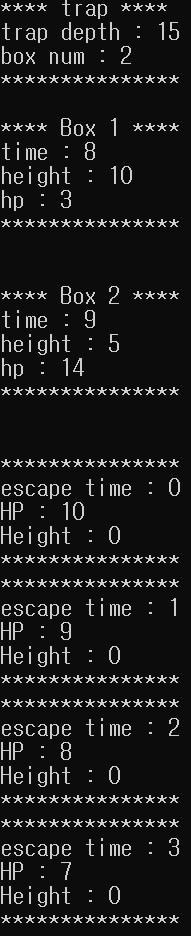 **** trap ****
trap depth : 15
box num : 2
***************
**** Box 1 ****
time : 8
height : 10
hp : 3
***************
**** Box 2 ****
time : 9
height : 5
hp : 14
***************
***************
escape time : 0
HP : 10
Height : 0
***************
***************
escape time : 1
HP : 9
Height : 0
***************
***************
escape time : 2
HP : 8
Height : 0
***************
***************
escape time : 3
HP : 7
Height : 0
***************